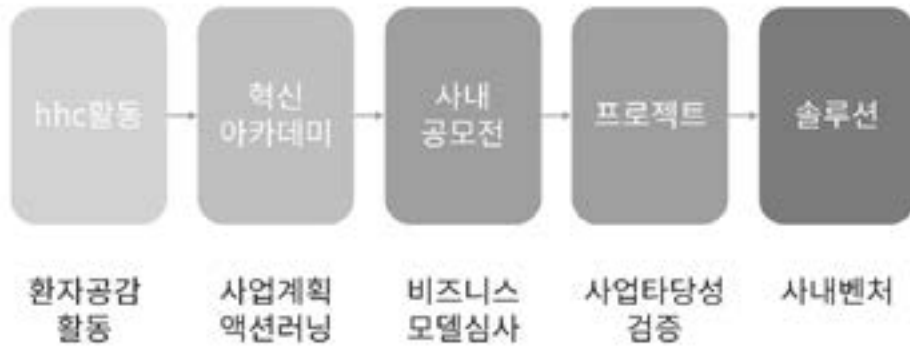 hhc활동
혁신
아카데미
사내
공모전
프로젝트
솔루션
환자공감
활동
사업계획
액션러닝
비즈니스
모델심사
사업타당성
검증
사내벤처